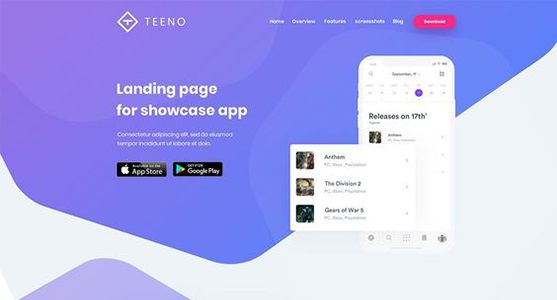 TEENO
Home Overview Features screevshots Blog Download
Landing page
for showcase app
Consectetur adipiscing elit, sed do eiusmod
tempor incididunt ut labore et dolo.
Available on the
App Store
GET IT ON
Google Play
September, 17
Releases on 17th'
Anthem
PC, Xbox, Playstation
The Division 2
PC, Xbox, Playstation
Gears of War 5
PC, Xbox, Playstation
Anthem